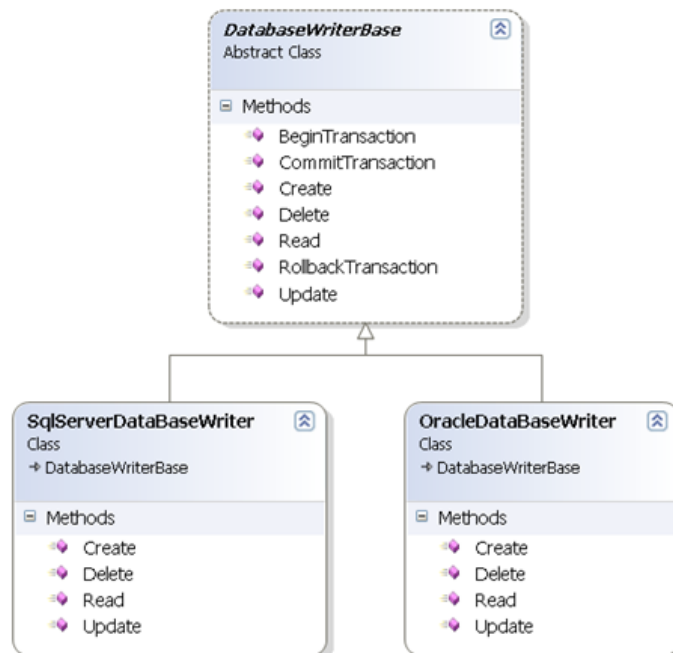 DatabaseWriterBase
Abstract Class
Methods
BeginTransaction
CommitTransaction
Create
Delete
Read
RollbackTransaction
Update
SqlServerDataBaseWriter
Class
DatabaseWriterBase
Methods
Create
Delete
Read
Update
OracleDataBaseWriter
Class
DatabaseWriterBase
Methods
Create
Delete
Read
Update